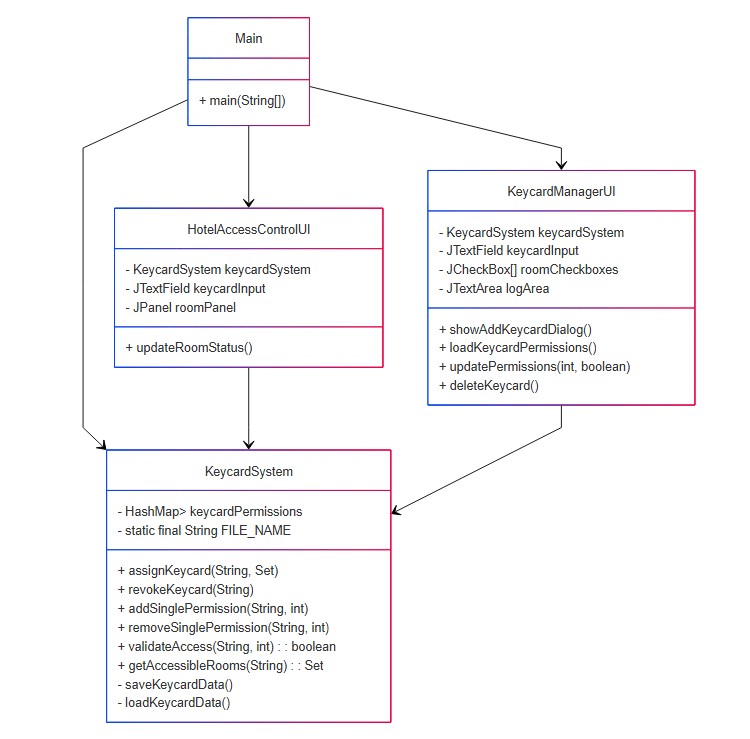 Main
+ main(String[])
HotelAccessControlUI
- KeycardSystem keycardSystem
- JTextField keycardInput
- JPanel roomPanel
+ updateRoomStatus()
KeycardManagerUI
- KeycardSystem keycardSystem
- JTextField keycardInput
- JCheckBox[] roomCheckboxes
- JTextArea logArea
+ showAddKeycardDialog()
+ loadKeycardPermissions()
+ updatePermissions(int, boolean)
+ deleteKeycard()
KeycardSystem
- HashMap> keycardPermissions
- static final String FILE_NAME
+ assignKeycard(String, Set)
+ revokeKeycard(String)
+ addSinglePermission(String, int)
+ removeSinglePermission(String, int)
+ validateAccess(String, int) : : boolean
+ getAccessibleRooms(String) : : Set
- saveKeycardData()
- loadKeycardData()